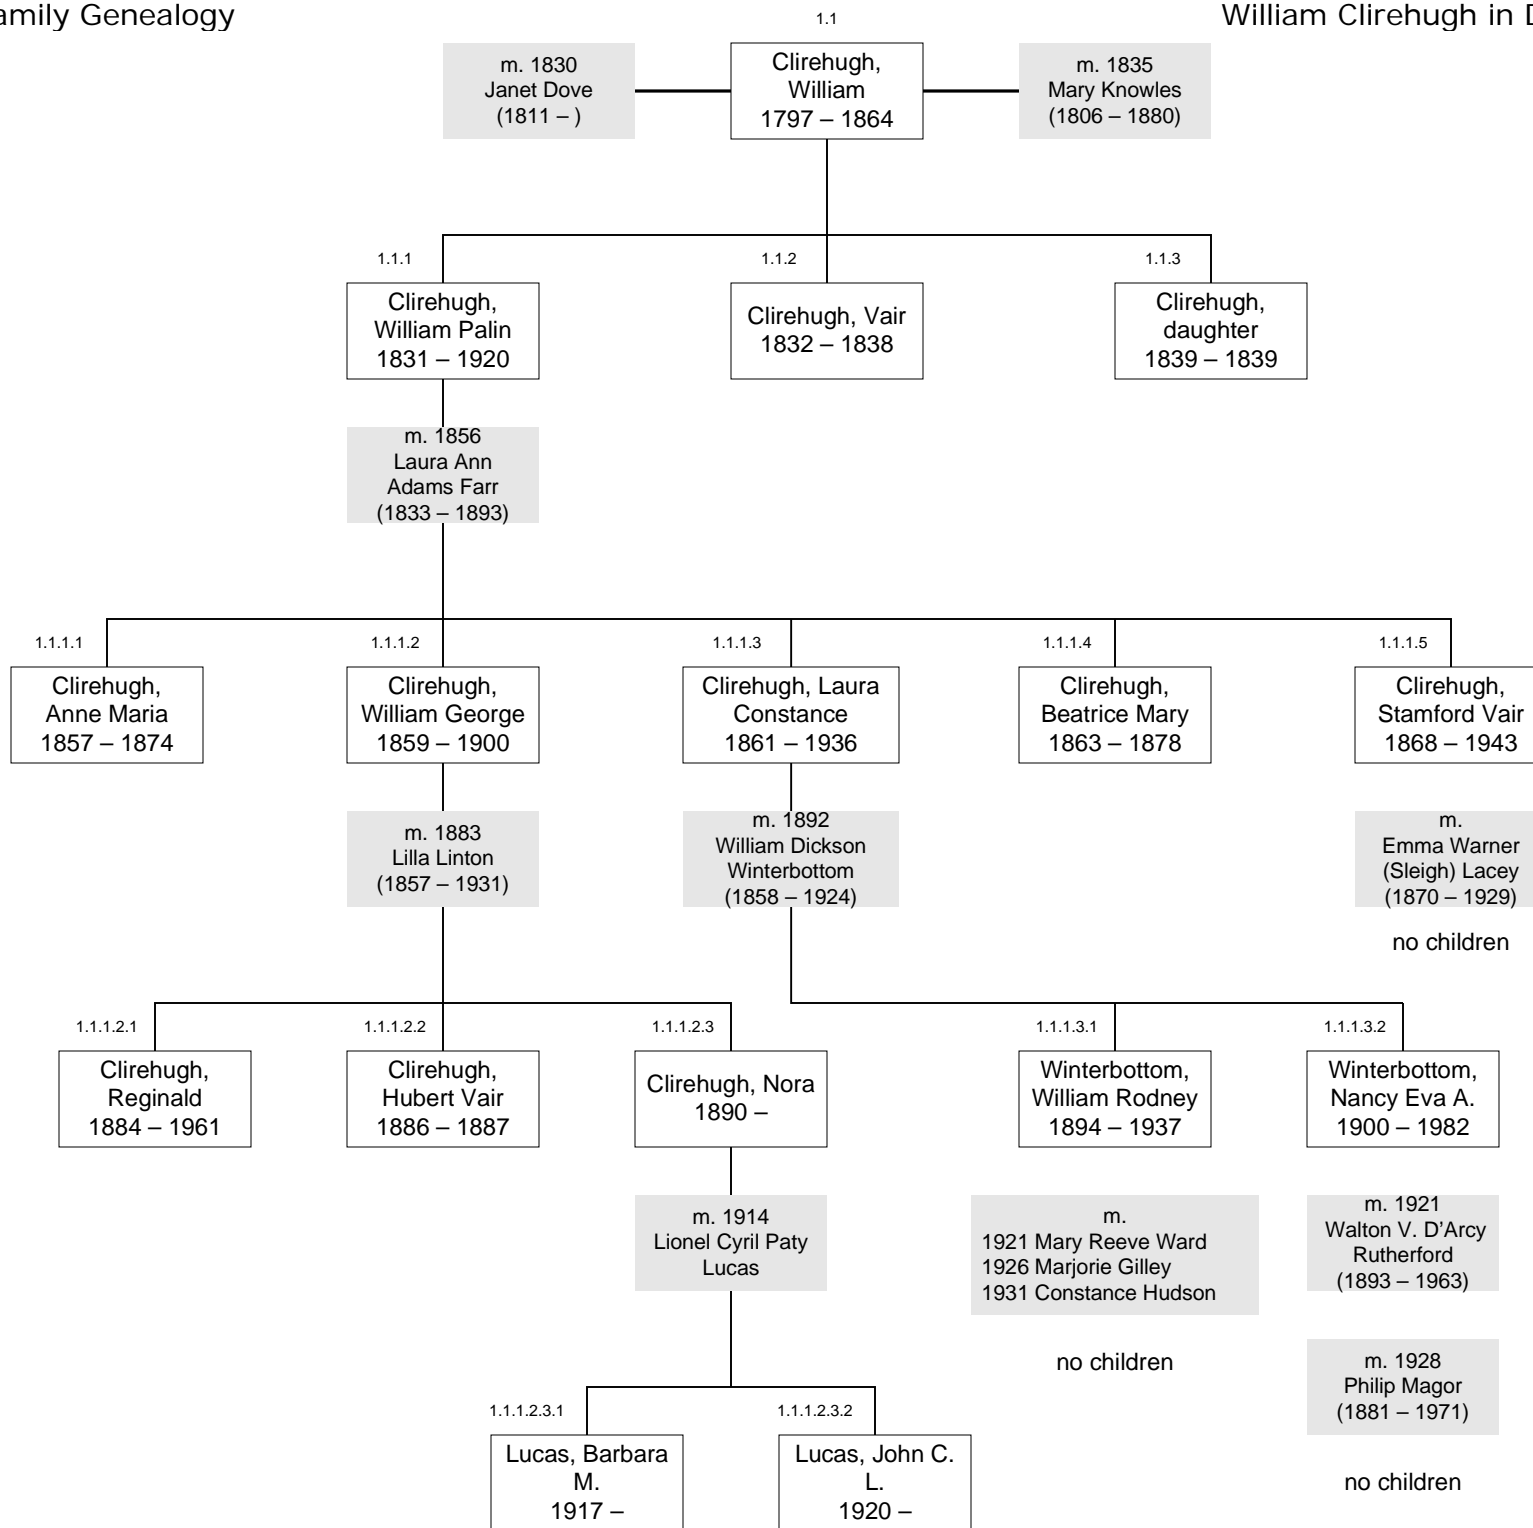 amily Genealogy
William Clirehugh in D
1.1
m. 1830
Janet Dove
(1811 – )
Clirehugh,
William
1797 – 1864
m. 1835
Mary Knowles
(1806 – 1880)
1.1.1
Clirehugh,
William Palin
1831 – 1920
1.1.2
Clirehugh, Vair
1832 – 1838
1.1.3
Clirehugh,
daughter
1839 – 1839
m. 1856
Laura Ann
Adams Farr
(1833 – 1893)
1.1.1.1
Clirehugh,
Anne Maria
1857 – 1874
1.1.1.2
Clirehugh,
William George
1859 – 1900
1.1.1.3
Clirehugh, Laura
Constance
1861 – 1936
1.1.1.4
Clirehugh,
Beatrice Mary
1863 – 1878
1.1.1.5
Clirehugh,
Stamford Vair
1868 – 1943
m. 1883
Lilla Linton
(1857 – 1931)
m. 1892
William Dickson
Winterbottom
(1858 – 1924)
m.
Emma Warner
(Sleigh) Lacey
(1870 – 1929)
no children
1.1.1.2.1
Clirehugh,
Reginald
1884 – 1961
1.1.1.2.2
Clirehugh,
Hubert Vair
1886 – 1887
1.1.1.2.3
Clirehugh, Nora
1890 –
1.1.1.3.1
Winterbottom,
William Rodney
1894 – 1937
1.1.1.3.2
Winterbottom,
Nancy Eva A.
1900 – 1982
m. 1914
Lionel Cyril Paty
Lucas
m.
1921 Mary Reeve Ward
1926 Marjorie Gilley
1931 Constance Hudson
no children
m. 1921
Walton V. D'Arcy
Rutherford
(1893 – 1963)
m. 1928
Philip Magor
(1881 – 1971)
no children
1.1.1.2.3.1
Lucas, Barbara
M.
1917 –
1.1.1.2.3.2
Lucas, John C.
L.
1920 –